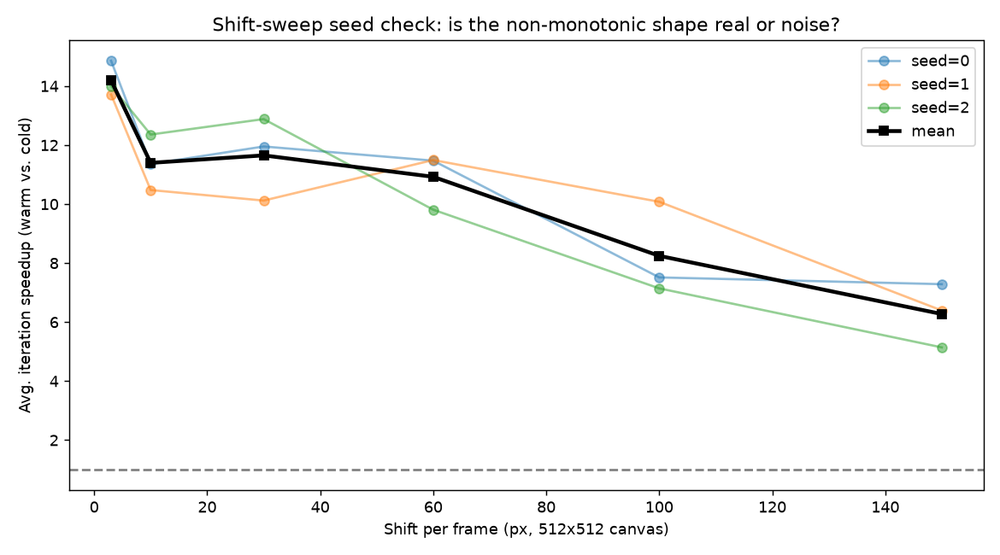 Shift-sweep seed check: is the non-monotonic shape real or noise?
seed=0
seed=1
seed=2
mean
Avg. iteration speedup (warm vs. cold)
14
12
10
8
6
4
2
0 20 40 60 80 100 120 140
Shift per frame (px, 512x512 canvas)